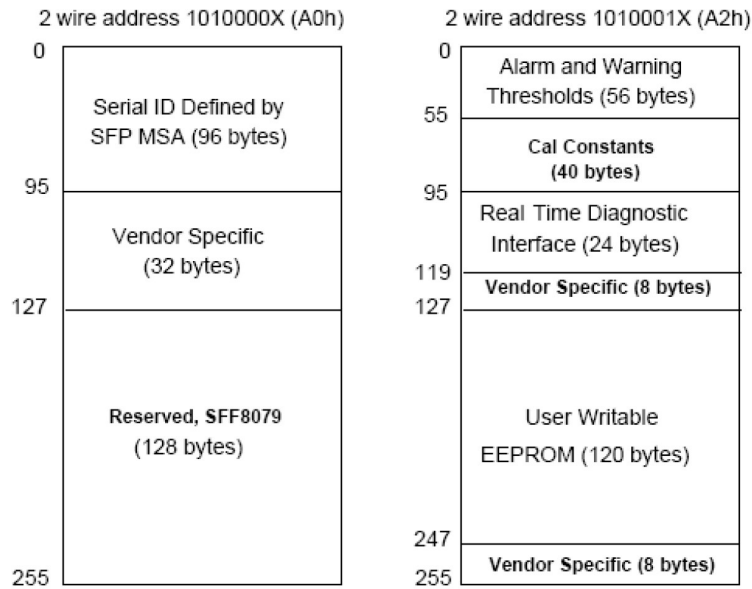 2 wire address 1010000X (A0h)
0
Serial ID Defined by
SFP MSA (96 bytes)
95
Vendor Specific
(32 bytes)
127
Reserved, SFF8079
(128 bytes)
255
2 wire address 1010001X (A2h)
0
Alarm and Warning
Thresholds (56 bytes)
55
Cal Constants
(40 bytes)
95
Real Time Diagnostic
Interface (24 bytes)
119
Vendor Specific (8 bytes)
127
User Writable
EEPROM (120 bytes)
247
Vendor Specific (8 bytes)
255